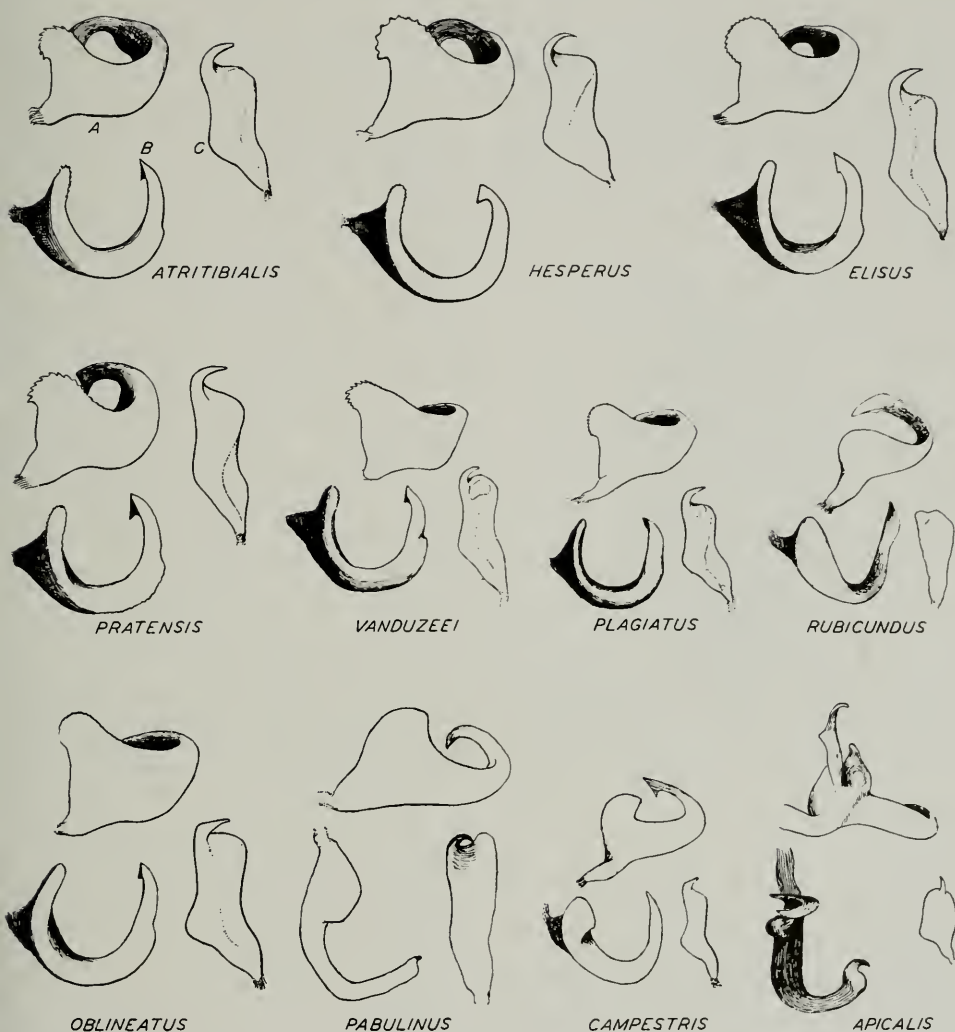 A
B
C
ATRITIBIALIS
HESPERUS
ELISUS
PRATENSIS
VANDUZEEI
PLAGIATUS
RUBICUNDUS
OBLINEATUS
PABULINUS
CAMPESTRIS
APICALIS